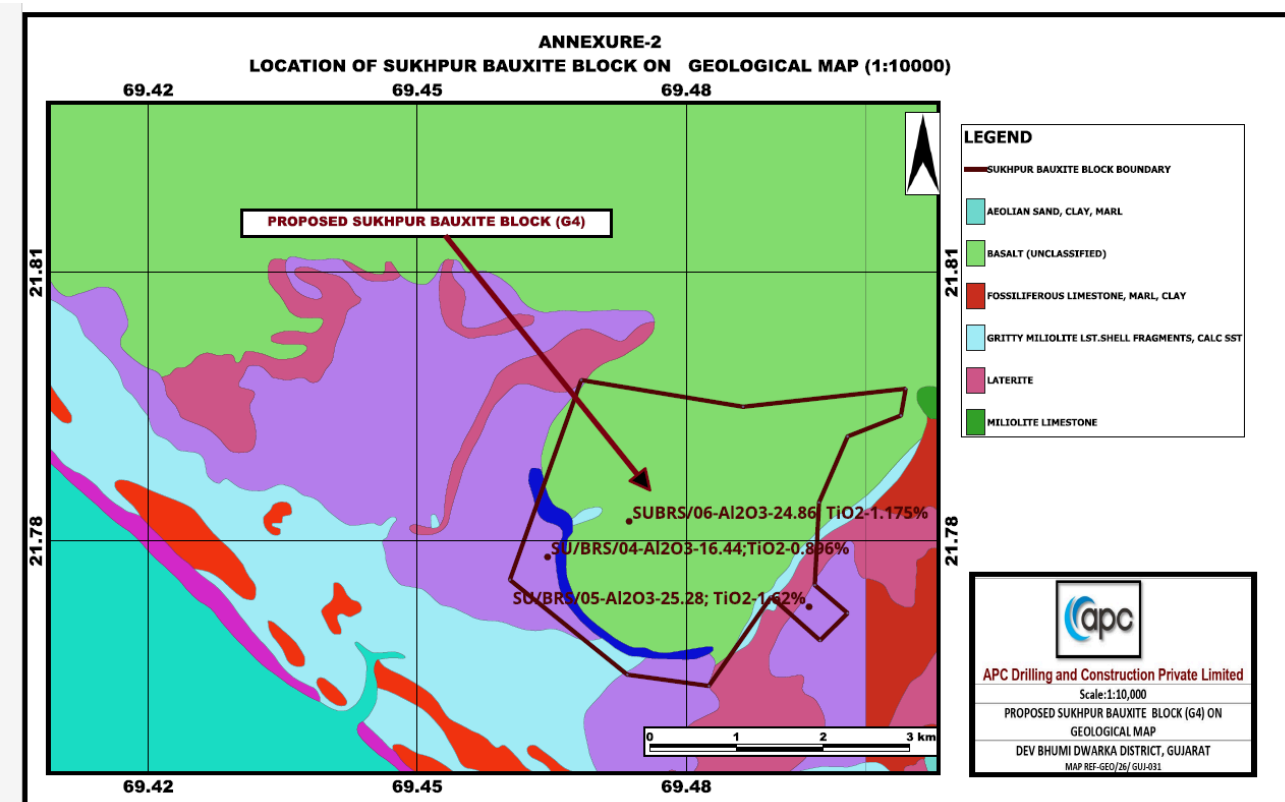 ANNEXURE-2
LOCATION OF SUKHPUR BAUXITE BLOCK ON GEOLOGICAL MAP (1:10000)
69.42 69.45 69.48
PROPOSED SUKHPUR BAUXITE BLOCK (G4)
21.81 21.81
SUBRS/06-Al2O3-24.86; TiO2-1.175%
21.78 21.78
SU/BRS/04-Al2O3-16.44;TiO2-0.896%
SU/BRS/05-Al2O3-25.28; TiO2-1.62%
0 1 2 3 km
69.42 69.45 69.48
LEGEND
SUKHPUR BAUXITE BLOCK BOUNDARY
AEOLIAN SAND, CLAY, MARL
BASALT (UNCLASSIFIED)
FOSSILIFEROUS LIMESTONE, MARL, CLAY
GRITTY MILIOLITE LST.SHELL FRAGMENTS, CALC SST
LATERITE
MILIOLITE LIMESTONE
apc
APC Drilling and Construction Private Limited
Scale:1:10,000
PROPOSED SUKHPUR BAUXITE BLOCK (G4) ON
GEOLOGICAL MAP
DEV BHUMI DWARKA DISTRICT, GUJARAT
MAP REF-GEO/26/ GUJ-031